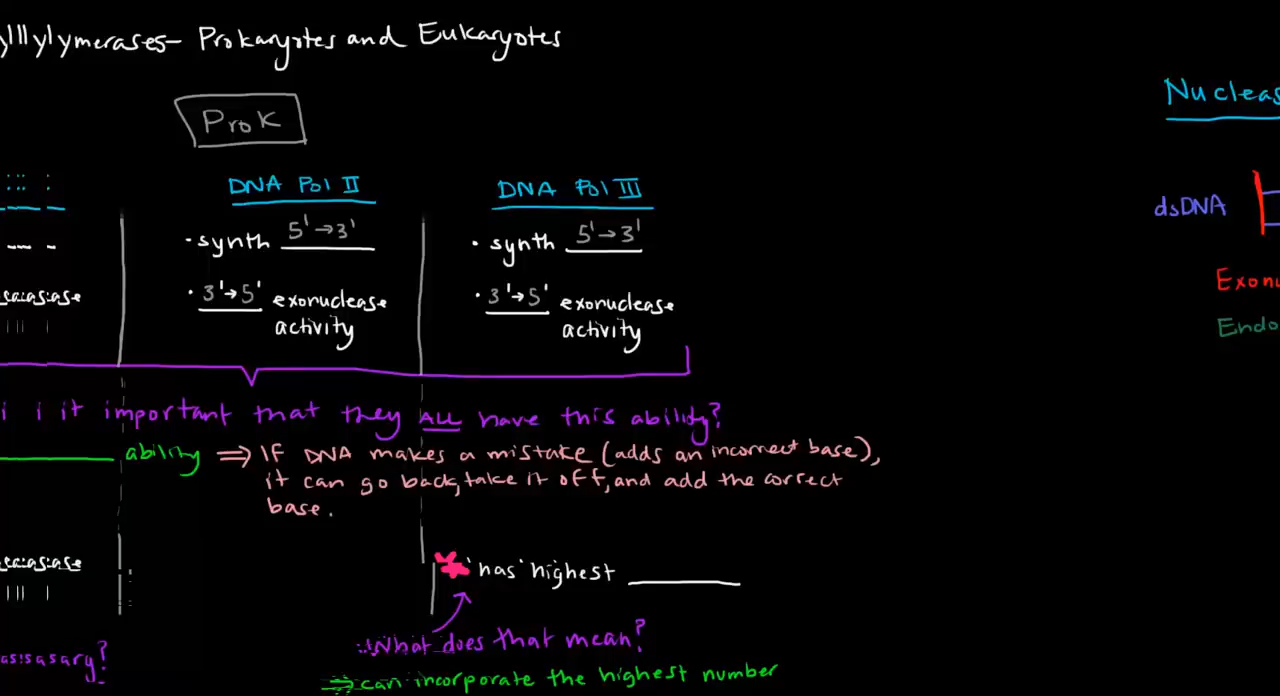 Prokaryotes and Eukaryotes
ProK
Nucleas
DNA Pol II
DNA Pol III
dsDNA
• synth 5'→3'
• synth 5'→3'
• 3'→5' exonuclease
activity
• 3'→5' exonuclease
activity
Exonu
Endo
it important that they ALL have this ability?
ability ⇒ IF DNA makes a mistake (adds an incorrect base),
it can go back, take it off, and add the correct
base.
* has highest
What does that mean?
⇒ can incorporate the highest number